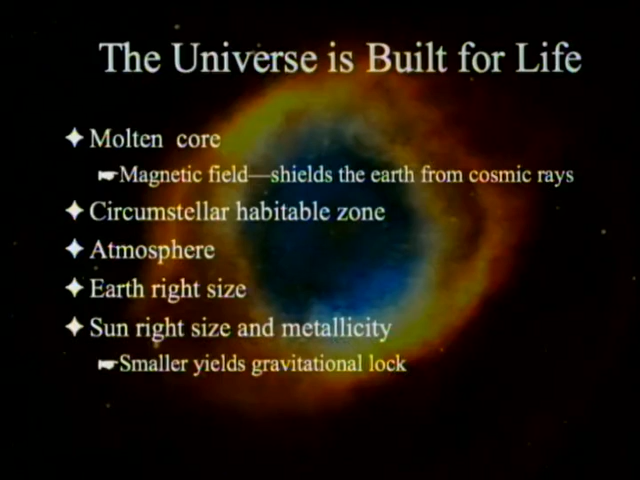 The Universe is Built for Life
Molten core
Magnetic field—shields the earth from cosmic rays
Circumstellar habitable zone
Atmosphere
Earth right size
Sun right size and metallicity
Smaller yields gravitational lock